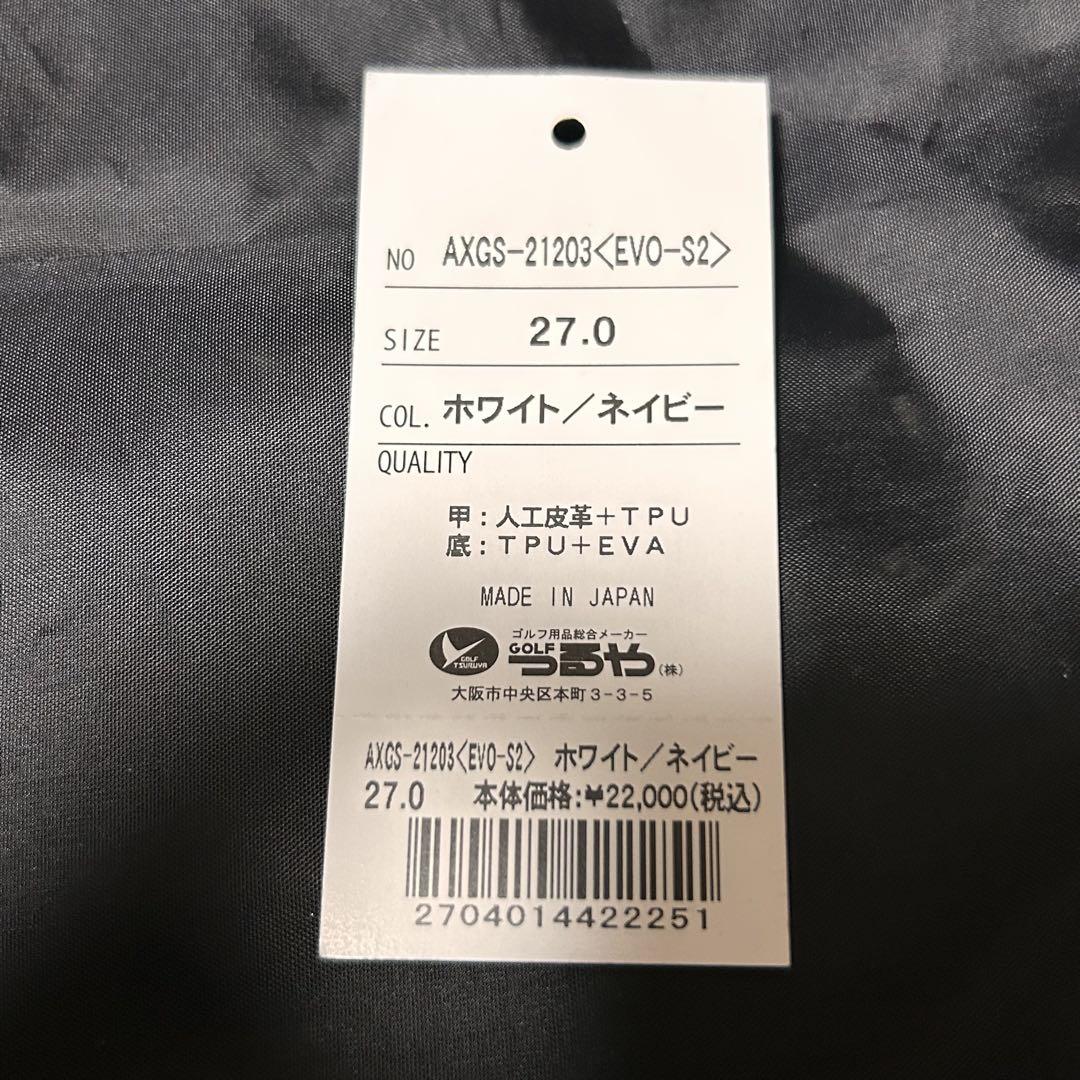 NO AXGS-21203<EVO-S2>
SIZE 27.0
COL. ホワイト／ネイビー
QUALITY
甲：人工皮革＋ＴＰＵ
底：ＴＰＵ＋ＥＶＡ
MADE IN JAPAN
ゴルフ用品総合メーカー
GOLF TSURUYA
GOLF つるや(株)
大阪市中央区本町3-3-5
AXGS-21203<EVO-S2> ホワイト／ネイビー
27.0 本体価格:¥22,000(税込)
2704014422251